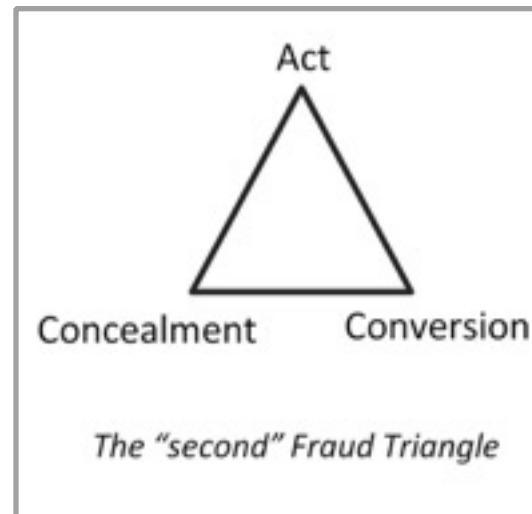 Act
Concealment Conversion
The “second” Fraud Triangle